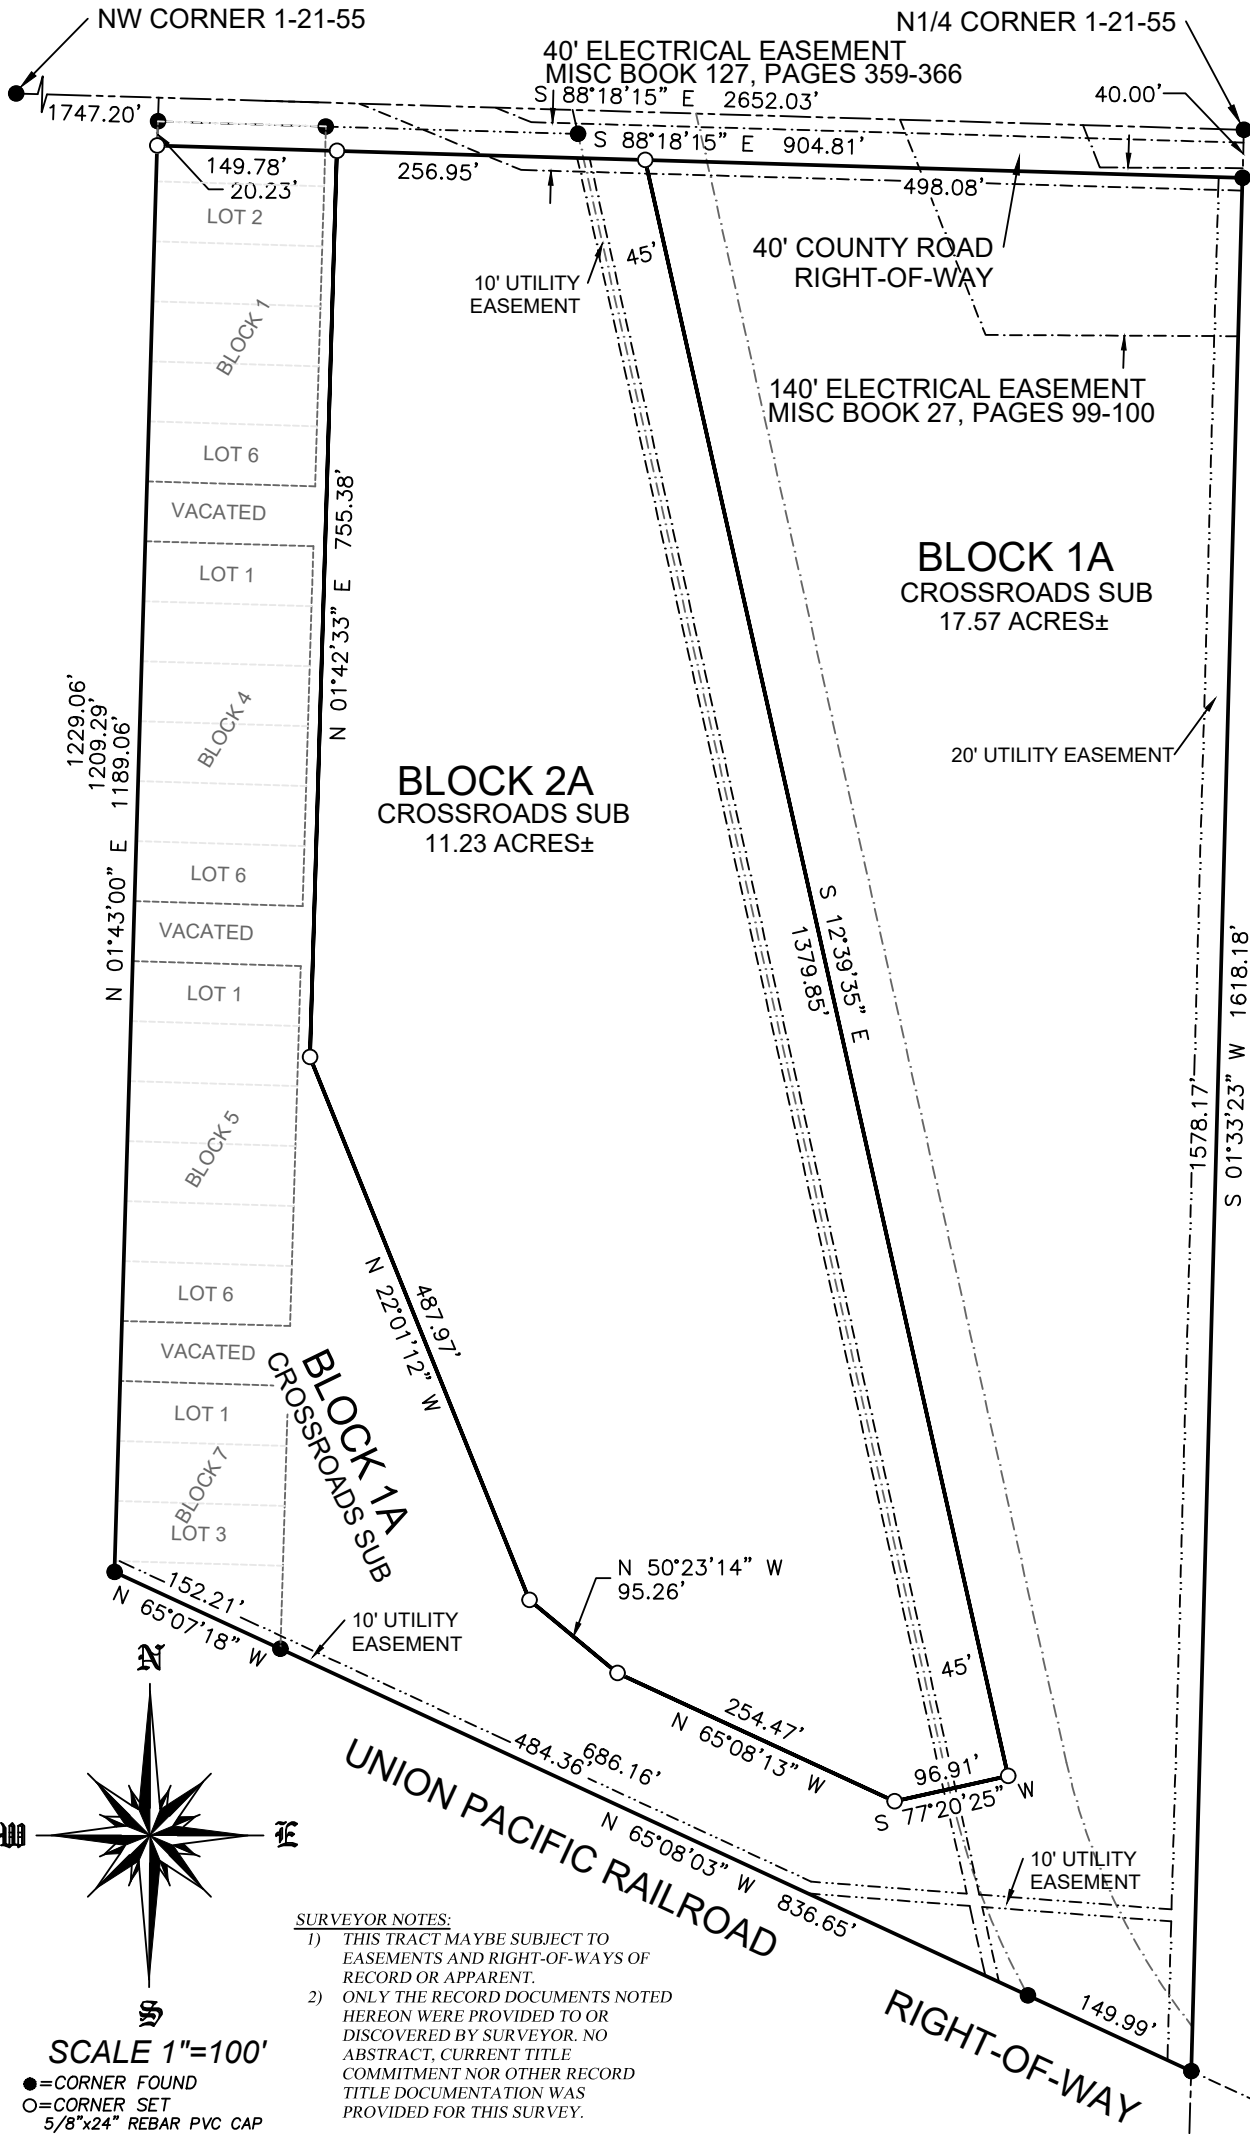 NW CORNER 1-21-55
N1/4 CORNER 1-21-55
40' ELECTRICAL EASEMENT
MISC BOOK 127, PAGES 359-366
S 88°18'15" E 2652.03'
40.00'
1747.20'
S 88°18'15" E 904.81'
149.78'
20.23'
256.95'
498.08'
LOT 2
45'
40' COUNTY ROAD
RIGHT-OF-WAY
10' UTILITY
EASEMENT
BLOCK 1
140' ELECTRICAL EASEMENT
MISC BOOK 27, PAGES 99-100
LOT 6
VACATED
N 01°42'33" E 755.38'
LOT 1
BLOCK 1A
CROSSROADS SUB
17.57 ACRES±
1229.06'
1209.29'
N 01°43'00" E 1189.06'
BLOCK 4
20' UTILITY EASEMENT
BLOCK 2A
CROSSROADS SUB
11.23 ACRES±
LOT 6
VACATED
S 12°39'35" E
1379.85'
LOT 1
1578.17'
S 01°33'23" W 1618.18'
BLOCK 5
LOT 6
487.97'
N 22°01'12" W
VACATED
BLOCK 1A
CROSSROADS SUB
LOT 1
BLOCK 7
LOT 3
N 50°23'14" W
95.26'
152.21'
N 65°07'18" W
10' UTILITY
EASEMENT
45'
254.47'
N 65°08'13" W
96.91'
S 77°20'25" W
484.36'
686.16'
N 65°08'03" W 836.65'
UNION PACIFIC RAILROAD
RIGHT-OF-WAY
10' UTILITY
EASEMENT
149.99'
N
W
E
S
SCALE 1"=100'
=CORNER FOUND
=CORNER SET
5/8"x24" REBAR PVC CAP
SURVEYOR NOTES:
1) THIS TRACT MAYBE SUBJECT TO
EASEMENTS AND RIGHT-OF-WAYS OF
RECORD OR APPARENT.
2) ONLY THE RECORD DOCUMENTS NOTED
HEREON WERE PROVIDED TO OR
DISCOVERED BY SURVEYOR. NO
ABSTRACT, CURRENT TITLE
COMMITMENT NOR OTHER RECORD
TITLE DOCUMENTATION WAS
PROVIDED FOR THIS SURVEY.